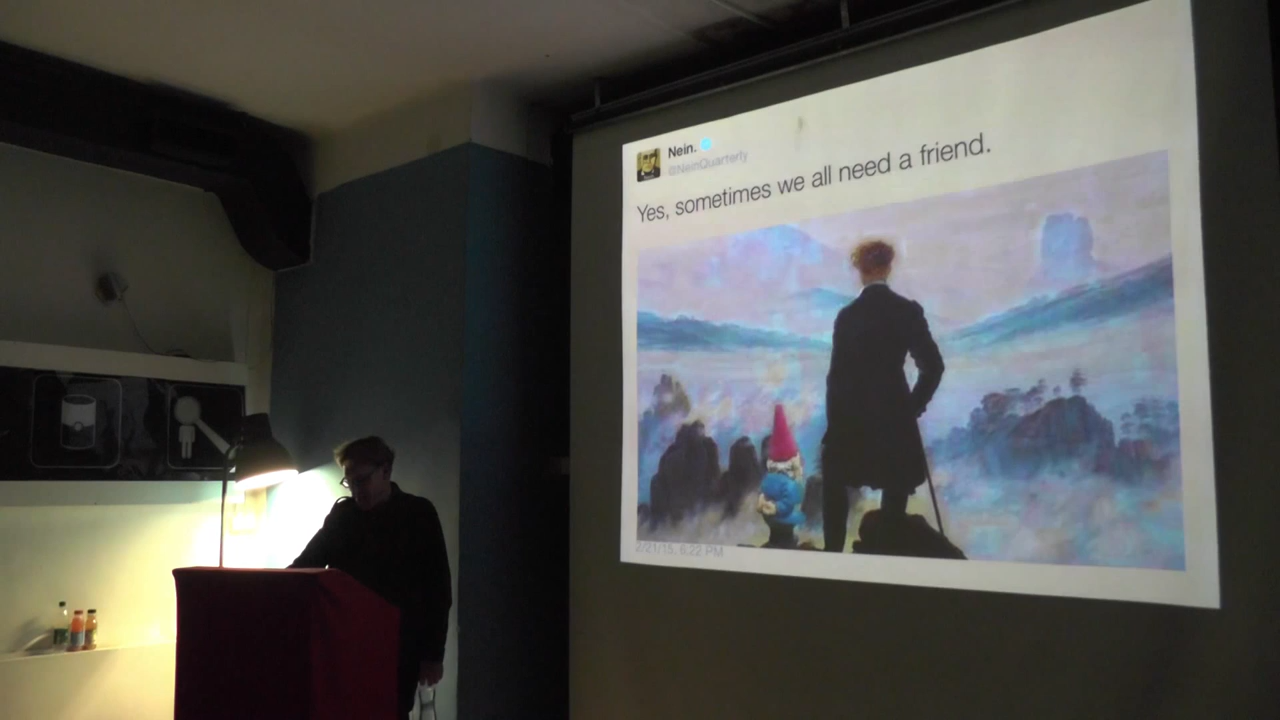 Nein.
@NeinQuarterly
Yes, sometimes we all need a friend.
2/21/15, 6:22 PM